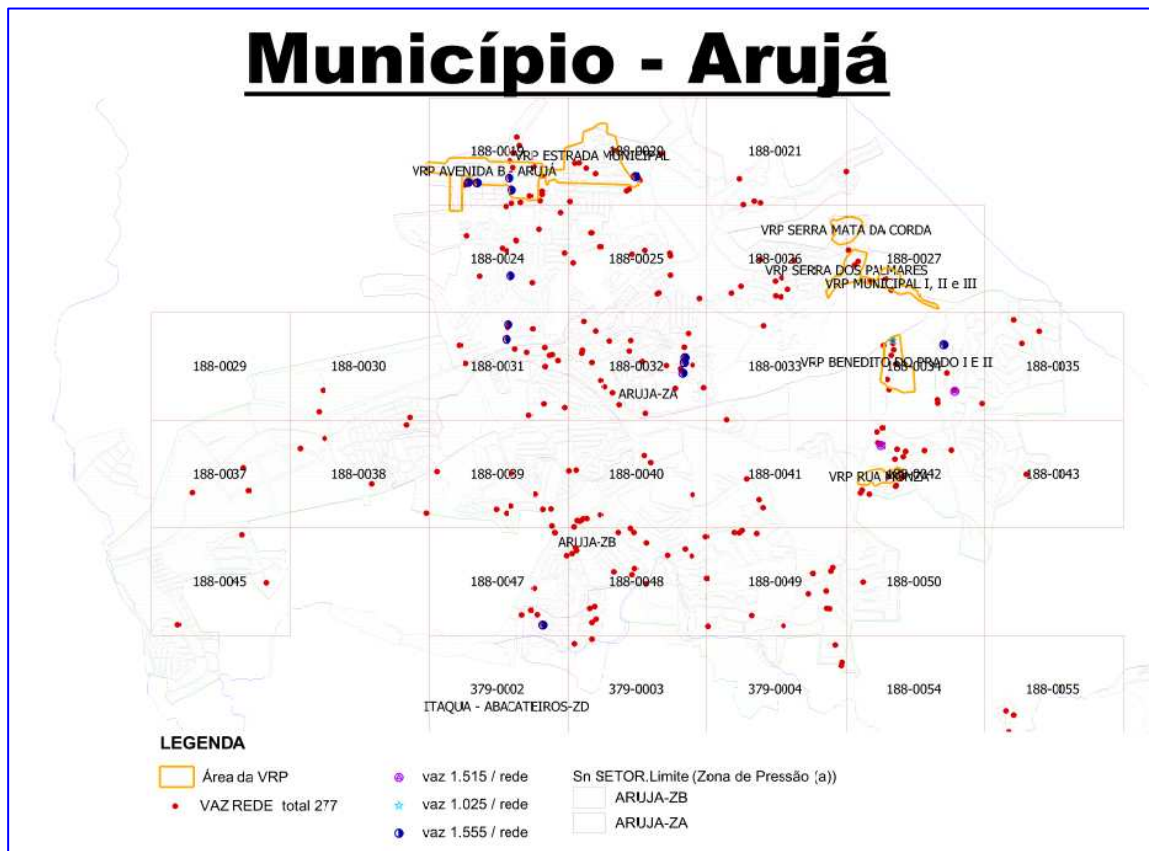 Município - Arujá
188-0019
188-0020
188-0021
VRP ESTRADA MUNICIPAL
VRP AVENIDA B - ARUJÁ
VRP SERRA MATA DA CORDA
188-0024
188-0025
188-0026
188-0027
VRP SERRA DOS PALMARES
VRP MUNICIPAL I, II e III
188-0029
188-0030
188-0031
188-0032
188-0033
188-0034
188-0035
VRP BENEDITO DO PRADO I E II
ARUJA-ZA
188-0037
188-0038
188-0039
188-0040
188-0041
188-0042
188-0043
VRP RUA MONZA
ARUJA-ZB
188-0045
188-0047
188-0048
188-0049
188-0050
379-0002
379-0003
379-0004
188-0054
188-0055
ITAQUA - ABACATEIROS-ZD
LEGENDA
Área da VRP
VAZ REDE total 277
vaz 1.515 / rede
vaz 1.025 / rede
vaz 1.555 / rede
Sn SETOR.Limite (Zona de Pressão (a))
ARUJA-ZB
ARUJA-ZA